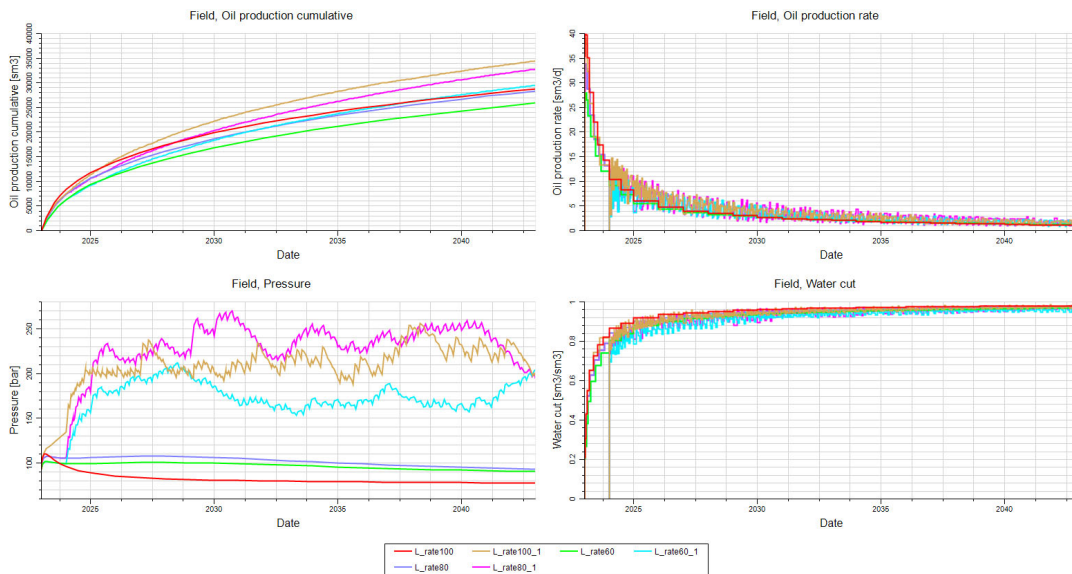 Field, Oil production cumulative
Oil production cumulative [sm3]
40000
35000
30000
25000
20000
15000
10000
5000
0
2025 2030 2035 2040
Date
Field, Oil production rate
Oil production rate [sm3/d]
40
35
30
25
20
15
10
5
0
2025 2030 2035 2040
Date
Field, Pressure
Pressure [bar]
250
200
150
100
2025 2030 2035 2040
Date
Field, Water cut
Water cut [sm3/sm3]
1
0.8
0.6
0.4
0.2
0
2025 2030 2035 2040
Date
L_rate100 L_rate100_1 L_rate60 L_rate60_1
L_rate80 L_rate80_1